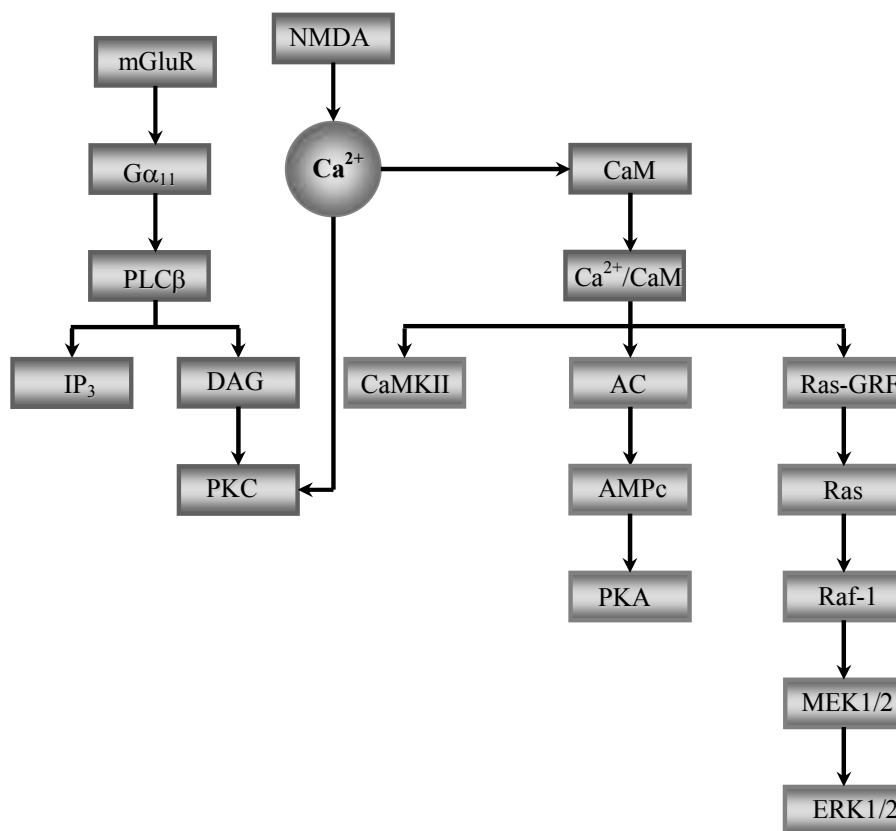 NMDA
mGluR
Ca²⁺
Gα₁₁
CaM
PLCβ
Ca²⁺/CaM
IP₃
DAG
CaMKII
AC
Ras-GRF
PKC
AMPc
Ras
PKA
Raf-1
MEK1/2
ERK1/2